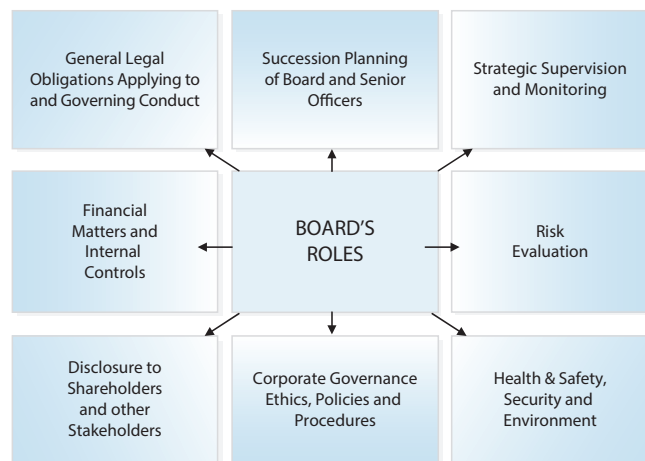 General Legal
Obligations Applying to
and Governing Conduct
Succession Planning
of Board and Senior
Officers
Strategic Supervision
and Monitoring
Financial
Matters and
Internal
Controls
BOARD'S
ROLES
Risk
Evaluation
Disclosure to
Shareholders
and other
Stakeholders
Corporate Governance
Ethics, Policies and
Procedures
Health & Safety,
Security and
Environment